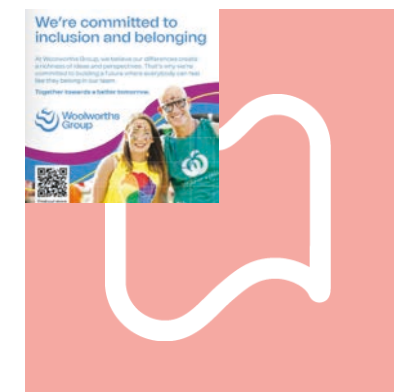 We're committed to
inclusion and belonging
At Woolworths Group, we believe our differences create
a richness of ideas and perspectives. That's why we're
committed to building a future where everybody can feel
like they belong in our team.
Together towards a better tomorrow.
Woolworths
Group